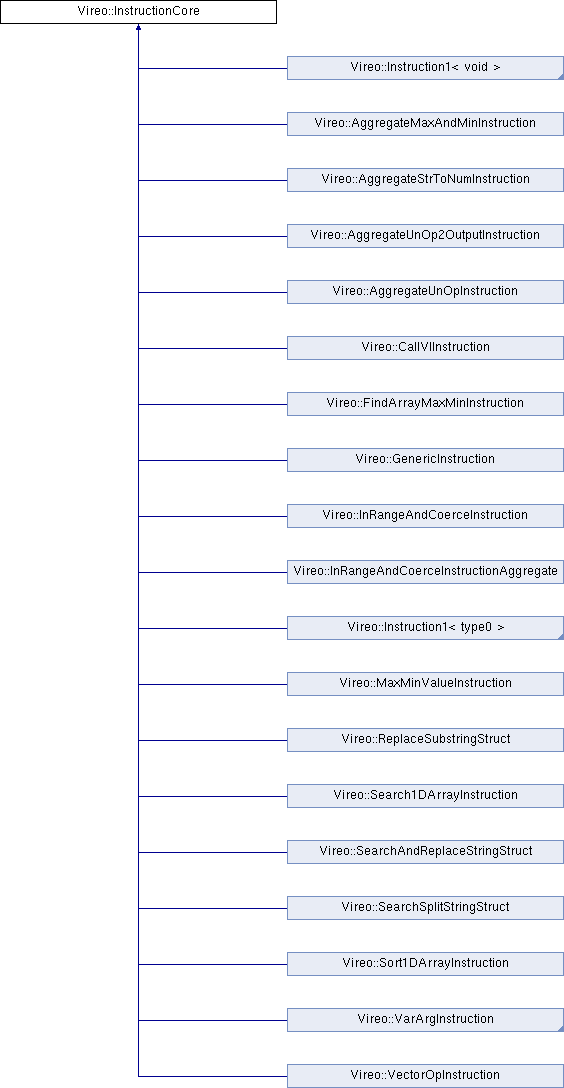 Vireo::InstructionCore
Vireo::Instruction1< void >
Vireo::AggregateMaxAndMinInstruction
Vireo::AggregateStrToNumInstruction
Vireo::AggregateUnOp2OutputInstruction
Vireo::AggregateUnOpInstruction
Vireo::CallVIInstruction
Vireo::FindArrayMaxMinInstruction
Vireo::GenericInstruction
Vireo::InRangeAndCoerceInstruction
Vireo::InRangeAndCoerceInstructionAggregate
Vireo::Instruction1< type0 >
Vireo::MaxMinValueInstruction
Vireo::ReplaceSubstringStruct
Vireo::Search1DArrayInstruction
Vireo::SearchAndReplaceStringStruct
Vireo::SearchSplitStringStruct
Vireo::Sort1DArrayInstruction
Vireo::VarArgInstruction
Vireo::VectorOpInstruction